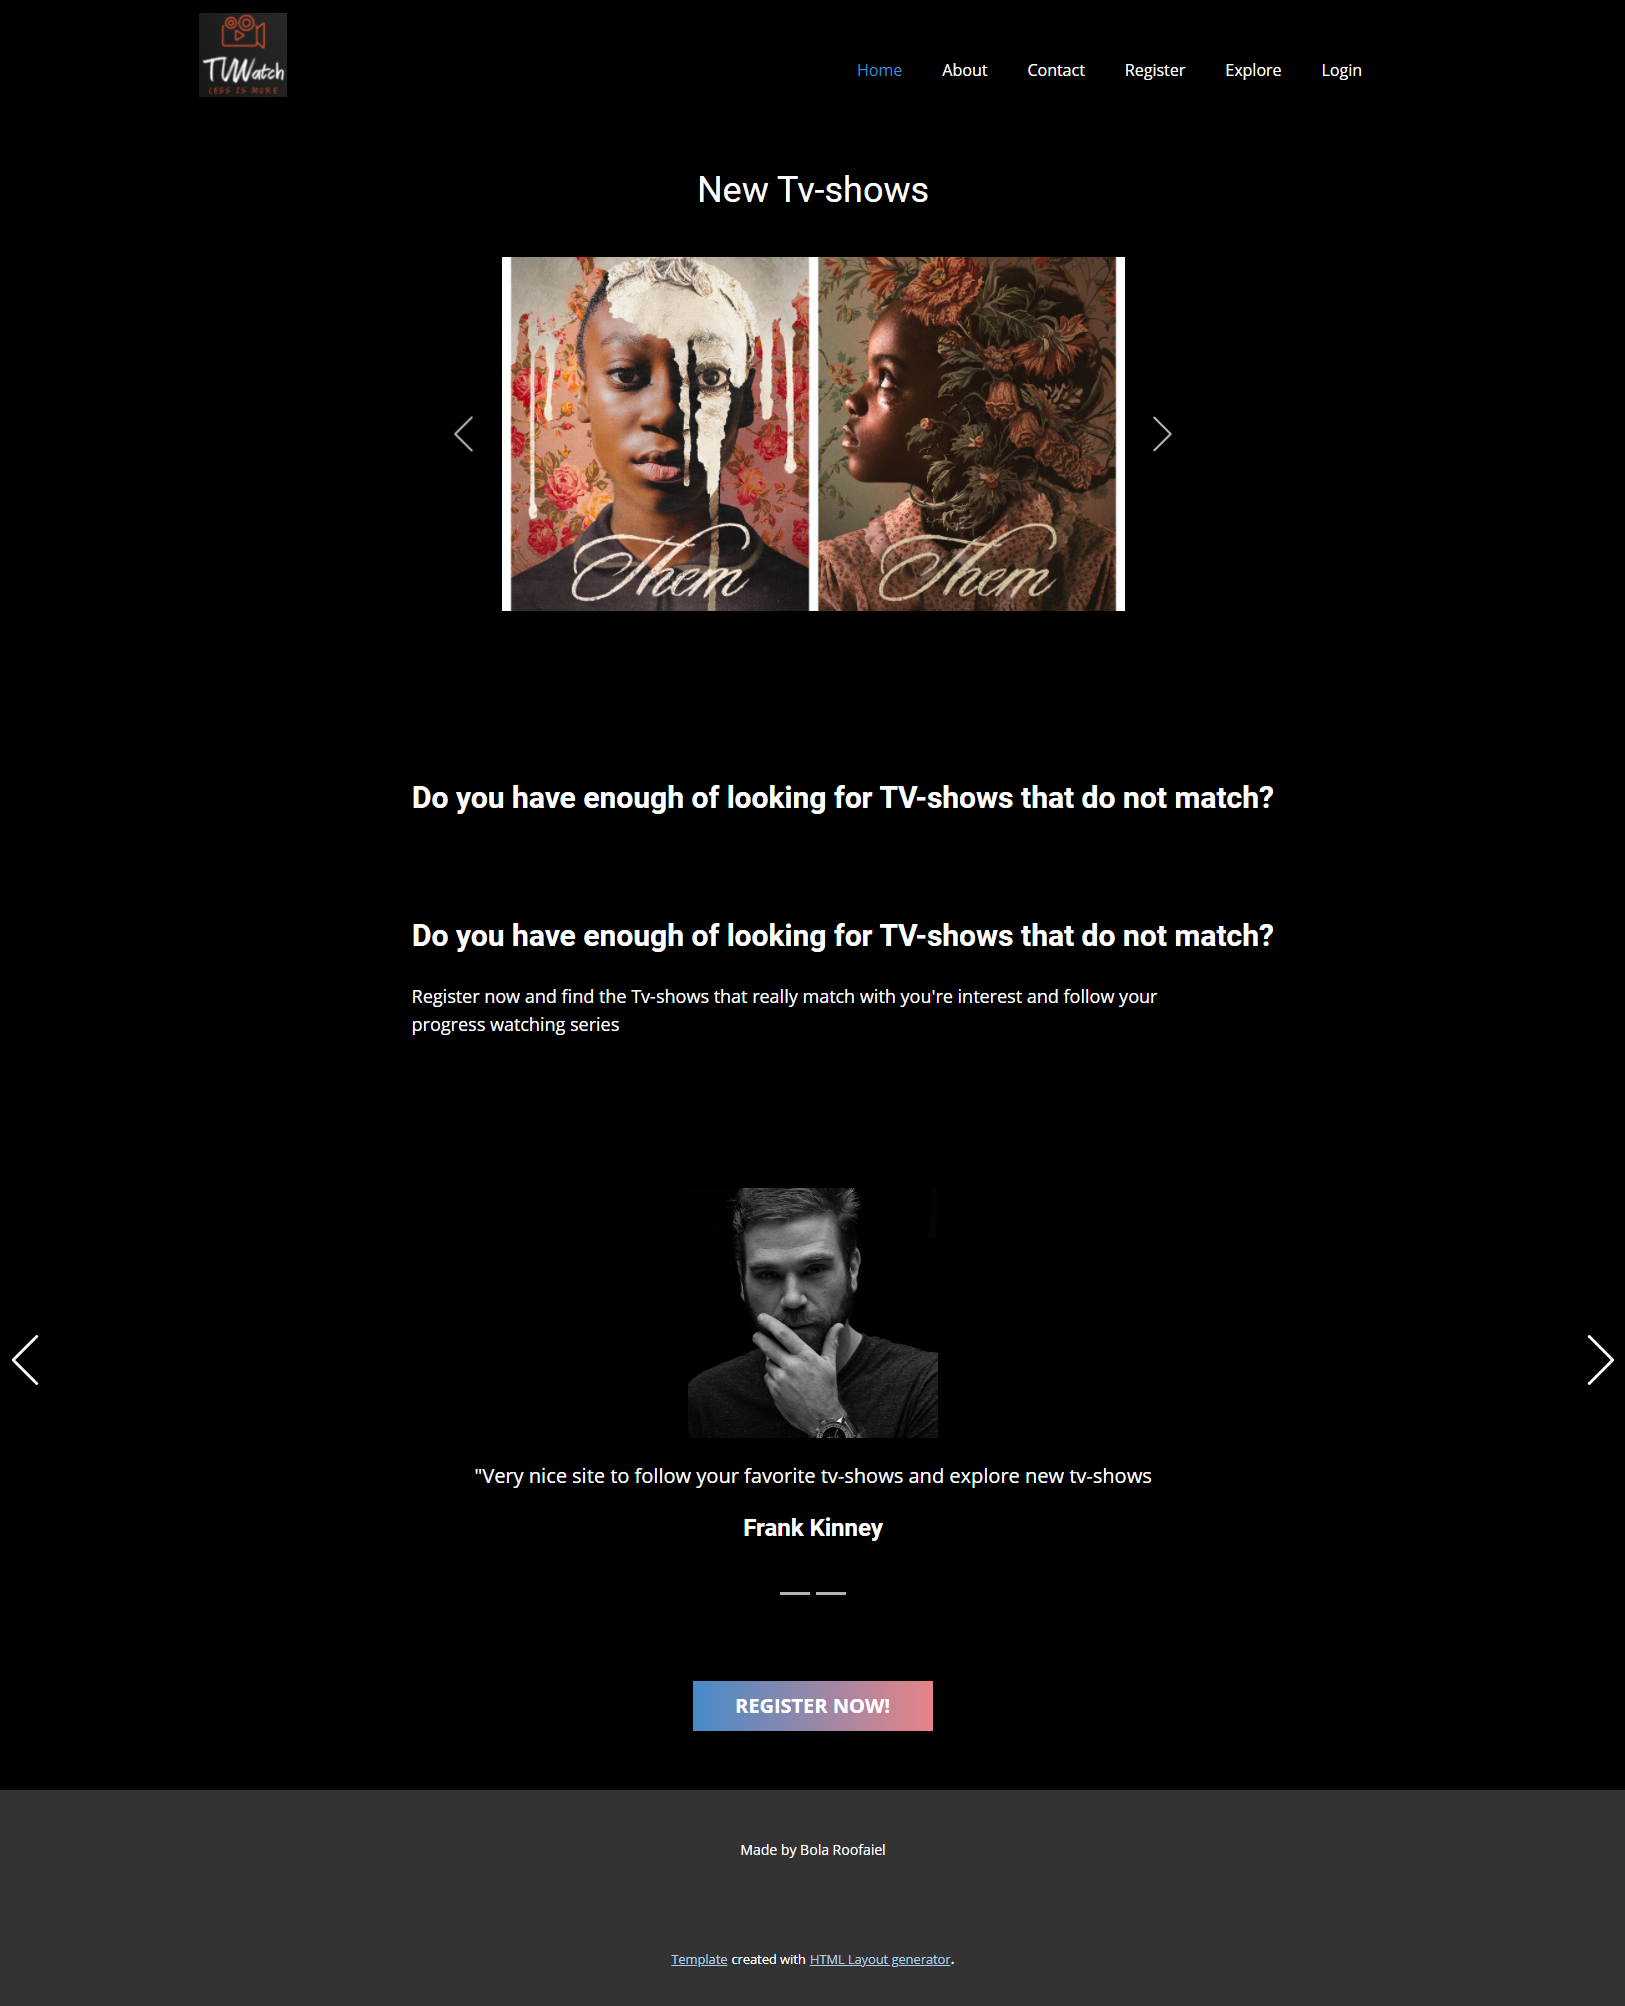 TVWatch
LESS IS MORE
Home About Contact Register Explore Login
New Tv-shows
Them Them
Do you have enough of looking for TV-shows that do not match?
Do you have enough of looking for TV-shows that do not match?
Register now and find the Tv-shows that really match with you're interest and follow your
progress watching series
"Very nice site to follow your favorite tv-shows and explore new tv-shows
Frank Kinney
REGISTER NOW!
Made by Bola Roofaiel
Template created with HTML Layout generator.